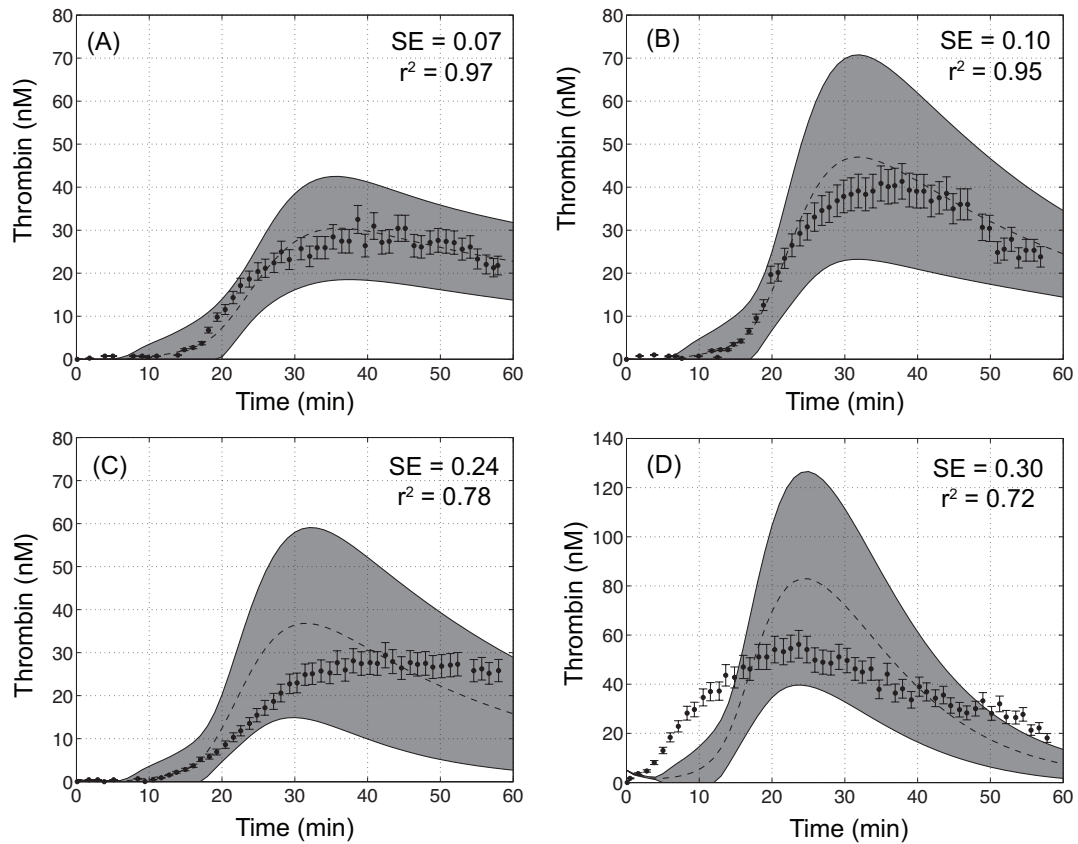 (A)
SE = 0.07
r² = 0.97
Thrombin (nM)
80
70
60
50
40
30
20
10
0
0 10 20 30 40 50 60
Time (min)
(B)
SE = 0.10
r² = 0.95
Thrombin (nM)
80
70
60
50
40
30
20
10
0
0 10 20 30 40 50 60
Time (min)
(C)
SE = 0.24
r² = 0.78
Thrombin (nM)
80
70
60
50
40
30
20
10
0
0 10 20 30 40 50 60
Time (min)
(D)
SE = 0.30
r² = 0.72
Thrombin (nM)
140
120
100
80
60
40
20
0
0 10 20 30 40 50 60
Time (min)